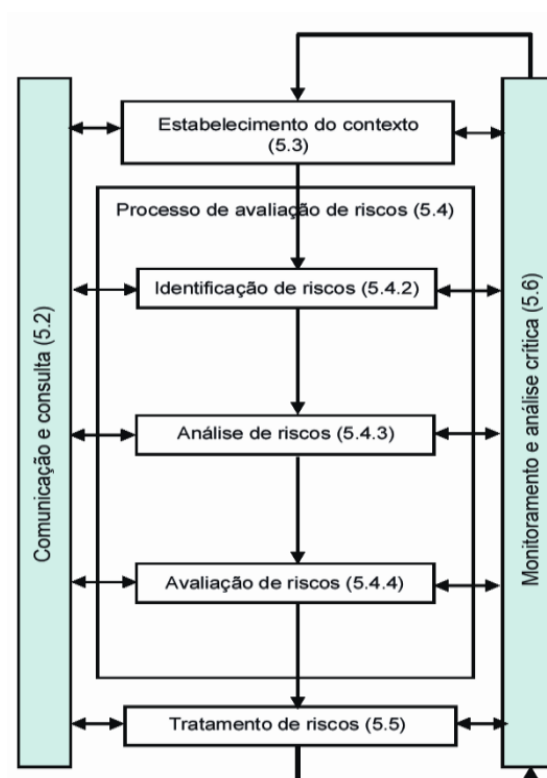 Estabelecimento do contexto
(5.3)
Processo de avaliação de riscos (5.4)
Identificação de riscos (5.4.2)
Análise de riscos (5.4.3)
Avaliação de riscos (5.4.4)
Tratamento de riscos (5.5)
Comunicação e consulta (5.2)
Monitoramento e análise crítica (5.6)